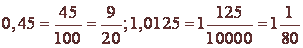 0,45 = 45/100 = 9/20; 1,0125 = 1 125/10000 = 1 1/80